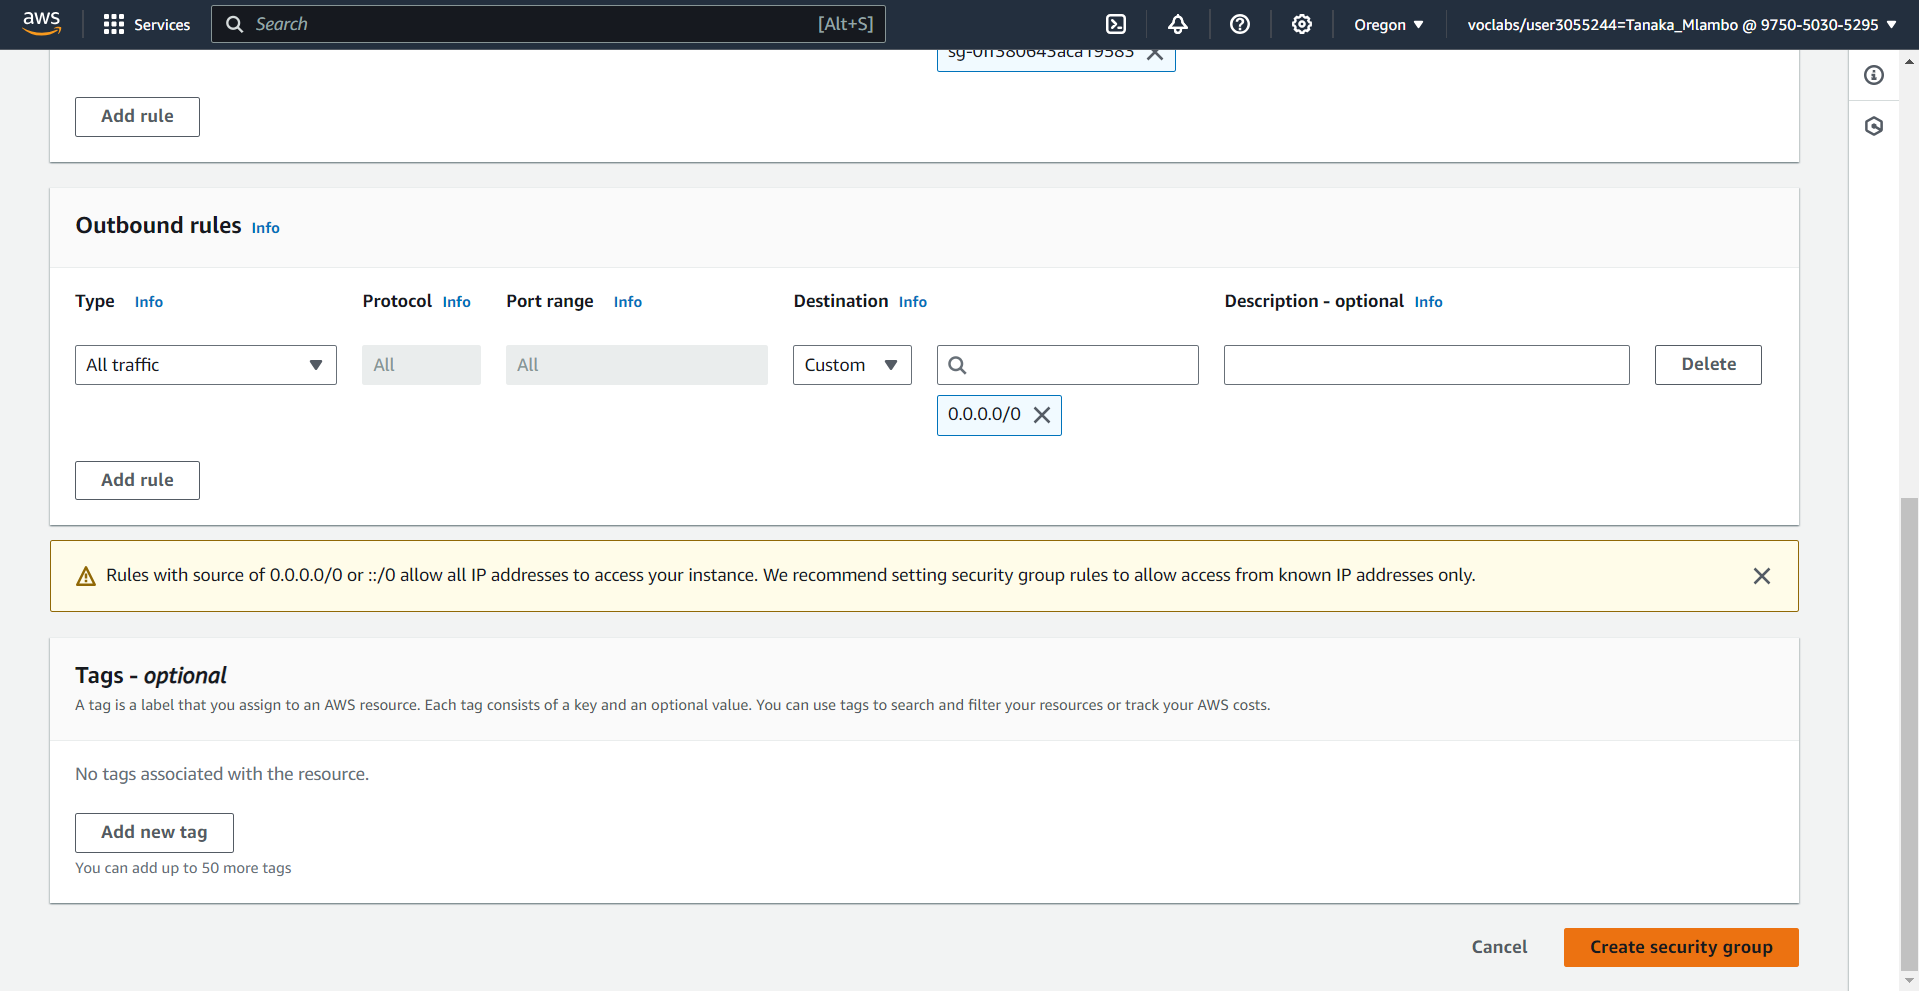 aws Services Search [Alt+S] Oregon voclabs/user3055244=Tanaka_Mlambo @ 9750-5030-5295
Add rule
Outbound rules Info
Type Info Protocol Info Port range Info Destination Info Description - optional Info
All traffic All All Custom Delete
0.0.0.0/0
Add rule
Rules with source of 0.0.0.0/0 or ::/0 allow all IP addresses to access your instance. We recommend setting security group rules to allow access from known IP addresses only.
Tags - optional
A tag is a label that you assign to an AWS resource. Each tag consists of a key and an optional value. You can use tags to search and filter your resources or track your AWS costs.
No tags associated with the resource.
Add new tag
You can add up to 50 more tags
Cancel Create security group